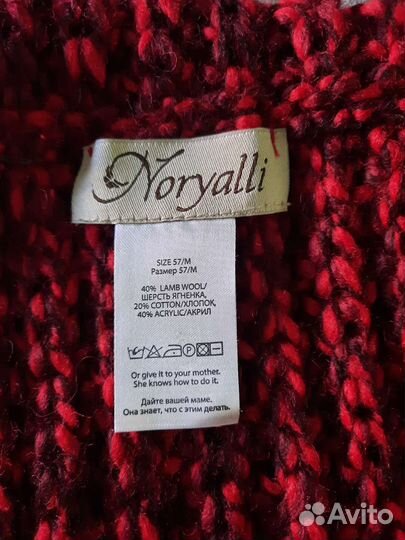 Noryalli
SIZE 57/M
Размер 57/M
40% LAMB WOOL/
ШЕРСТЬ ЯГНЕНКА,
20% COTTON/ХЛОПОК,
40% ACRYLIC/АКРИЛ
Or give it to your mother.
She knows how to do it.
Дайте вашей маме.
Она знает, что с этим делать.
Avito